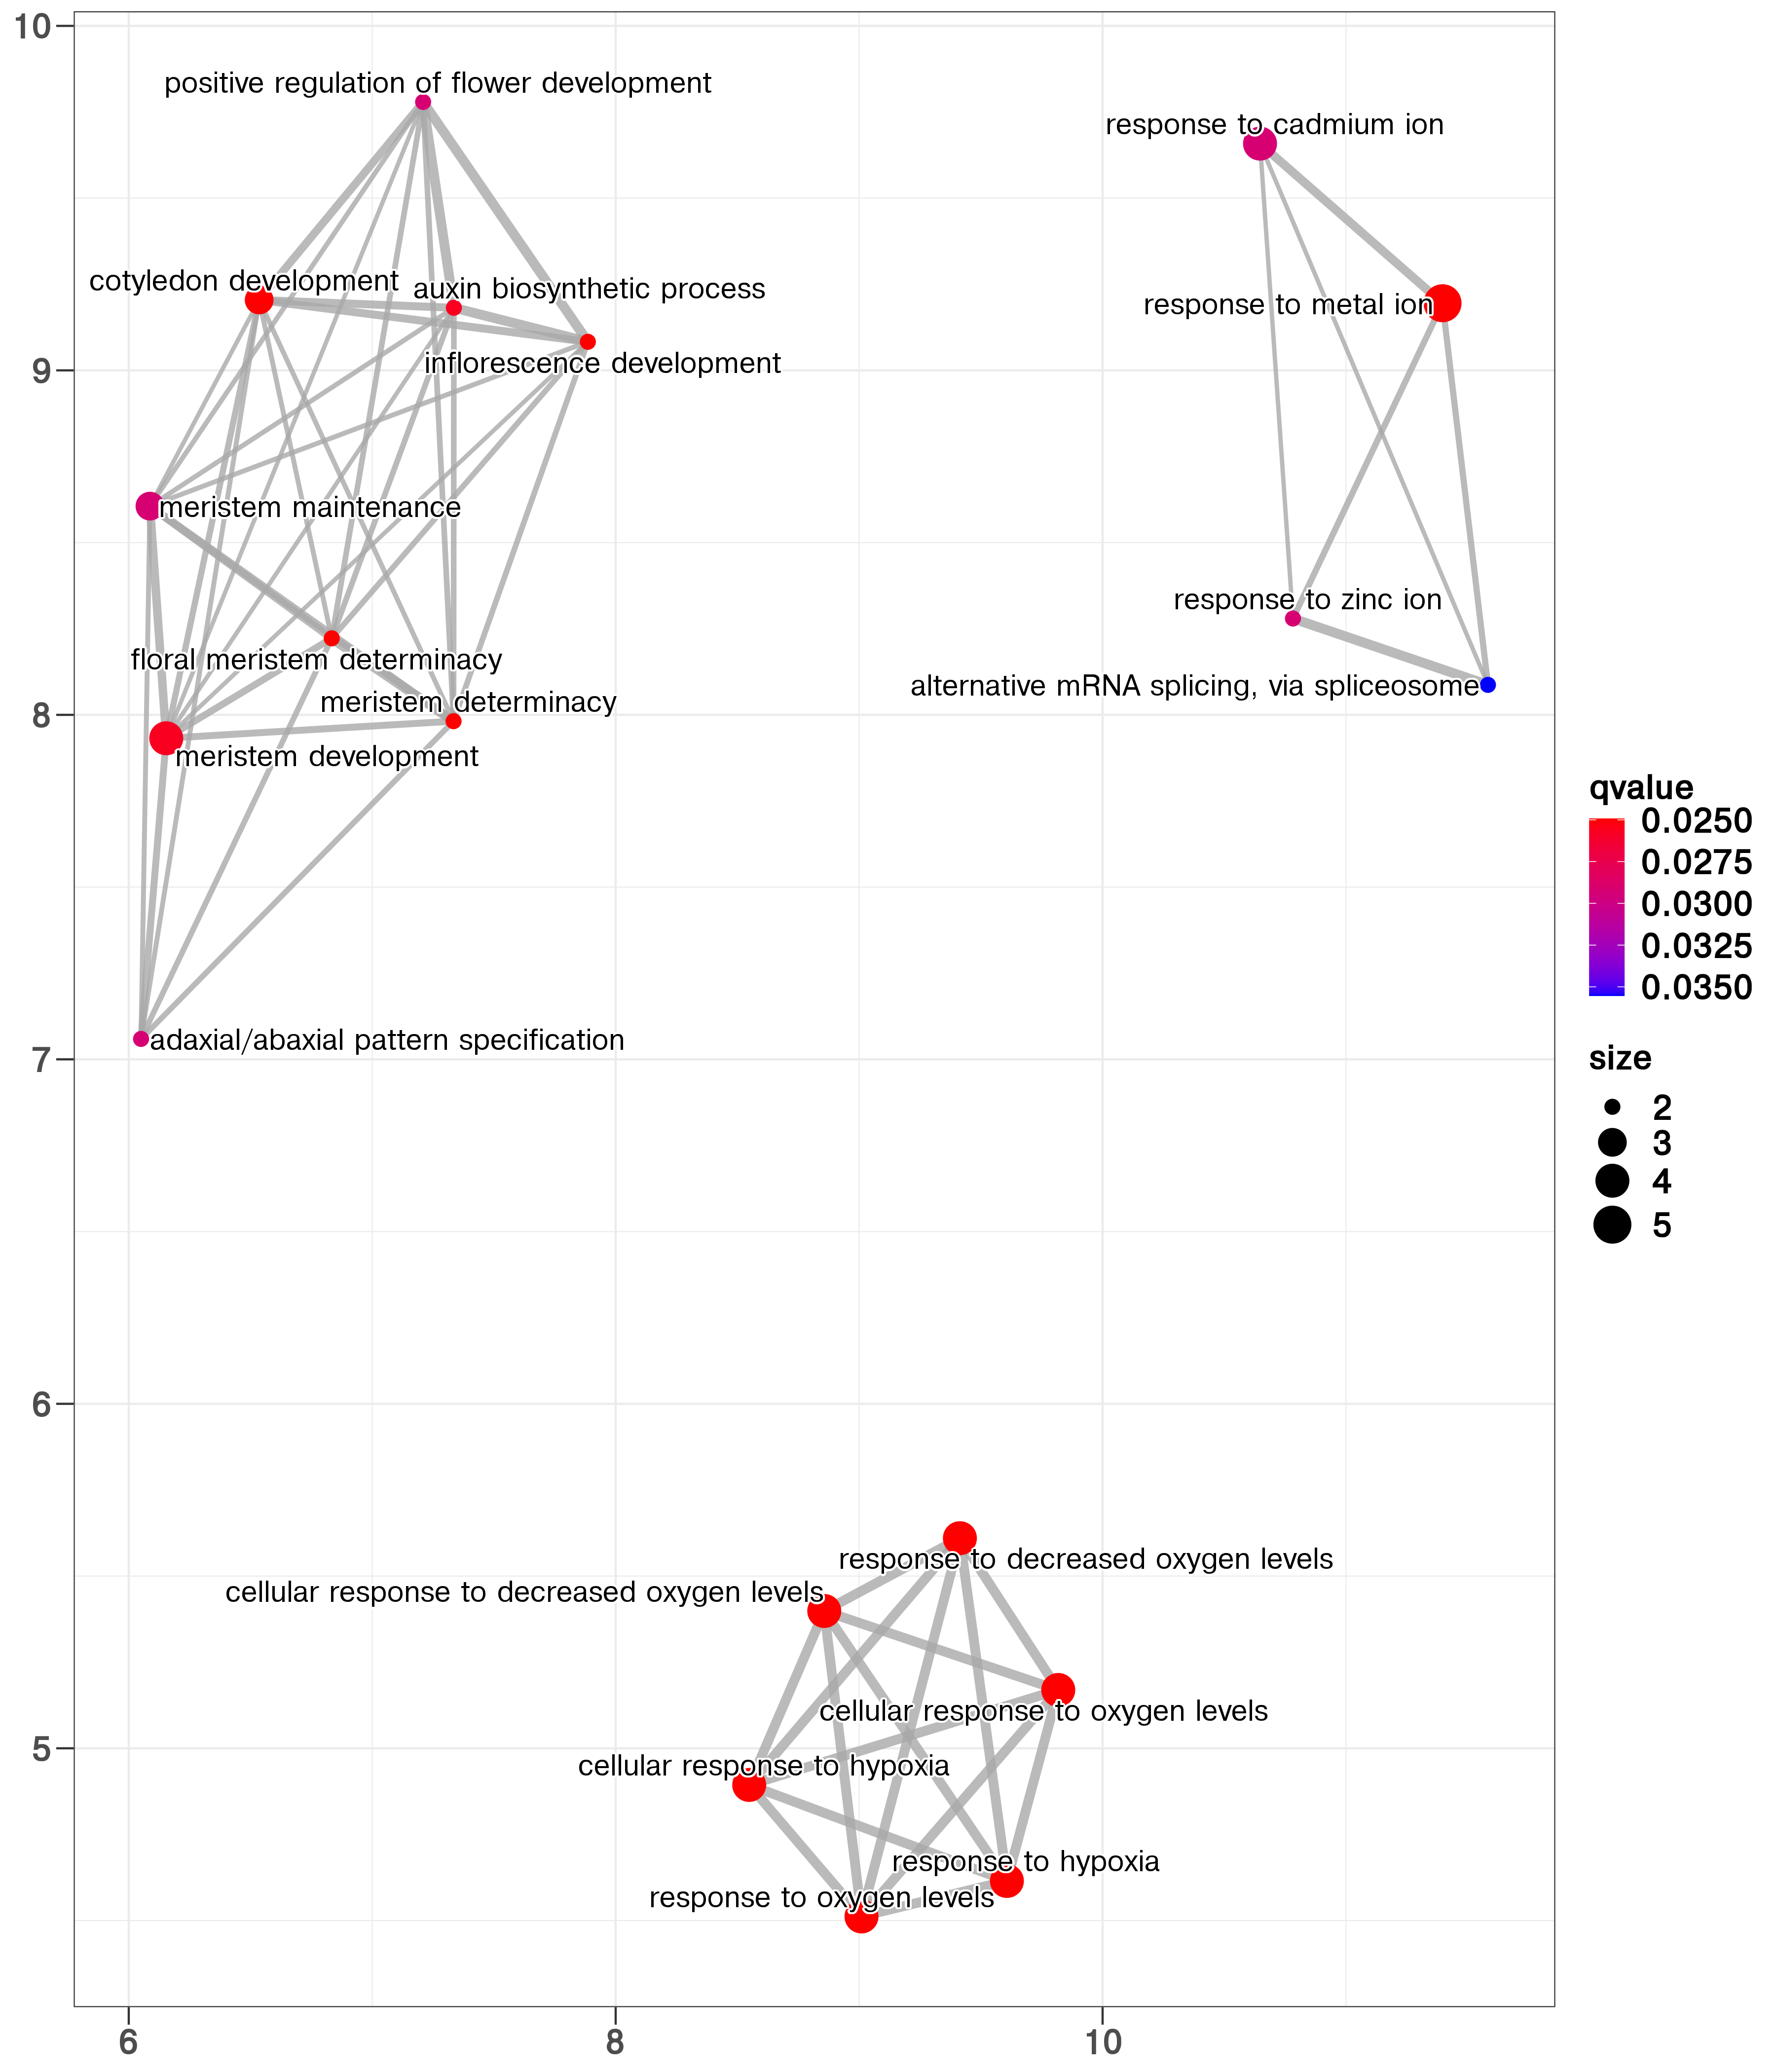 10
positive regulation of flower development
response to cadmium ion
cotyledon development
auxin biosynthetic process
response to metal ion
inflorescence development
9
meristem maintenance
response to zinc ion
floral meristem determinacy
alternative mRNA splicing, via spliceosome
meristem determinacy
8
meristem development
qvalue
0.0250
0.0275
0.0300
0.0325
0.0350
adaxial/abaxial pattern specification
7
size
2
3
4
5
6
response to decreased oxygen levels
cellular response to decreased oxygen levels
cellular response to oxygen levels
5
cellular response to hypoxia
response to hypoxia
response to oxygen levels
6
8
10